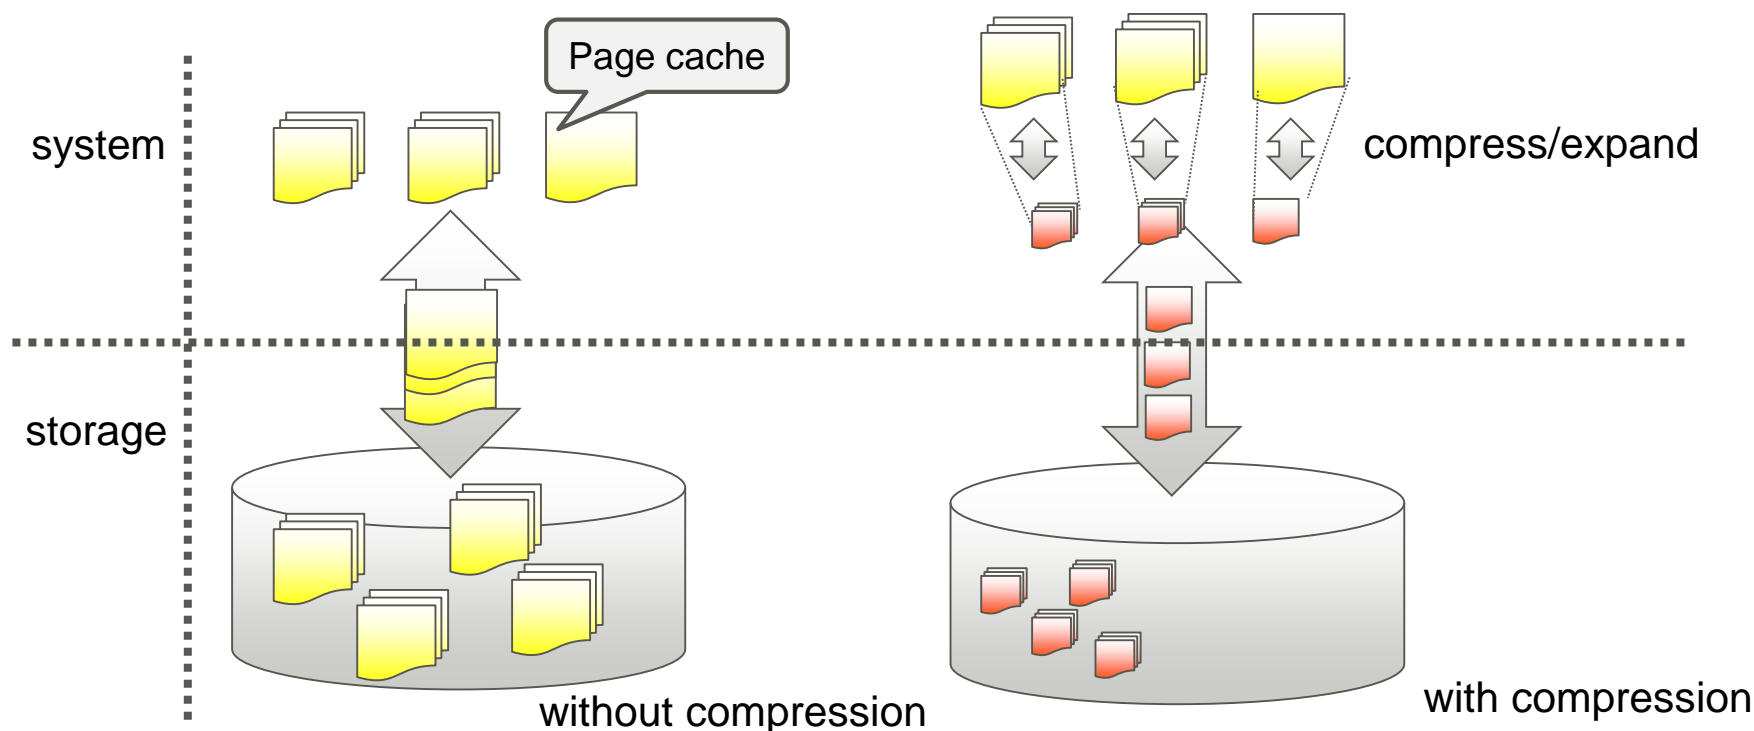 Page cache
system
compress/expand
storage
without compression
with compression